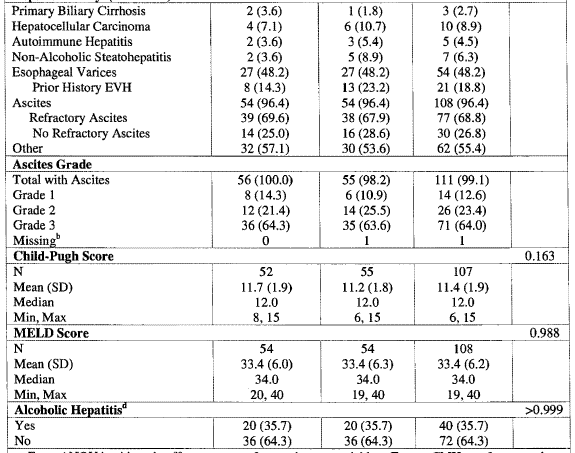 Primary Biliary Cirrhosis 2 (3.6) 1 (1.8) 3 (2.7)
Hepatocellular Carcinoma 4 (7.1) 6 (10.7) 10 (8.9)
Autoimmune Hepatitis 2 (3.6) 3 (5.4) 5 (4.5)
Non-Alcoholic Steatohepatitis 2 (3.6) 5 (8.9) 7 (6.3)
Esophageal Varices 27 (48.2) 27 (48.2) 54 (48.2)
Prior History EVH 8 (14.3) 13 (23.2) 21 (18.8)
Ascites 54 (96.4) 54 (96.4) 108 (96.4)
Refractory Ascites 39 (69.6) 38 (67.9) 77 (68.8)
No Refractory Ascites 14 (25.0) 16 (28.6) 30 (26.8)
Other 32 (57.1) 30 (53.6) 62 (55.4)
Ascites Grade
Total with Ascites 56 (100.0) 55 (98.2) 111 (99.1)
Grade 1 8 (14.3) 6 (10.9) 14 (12.6)
Grade 2 12 (21.4) 14 (25.5) 26 (23.4)
Grade 3 36 (64.3) 35 (63.6) 71 (64.0)
Missingᵇ 0 1 1
Child-Pugh Score 0.163
N 52 55 107
Mean (SD) 11.7 (1.9) 11.2 (1.8) 11.4 (1.9)
Median 12.0 12.0 12.0
Min, Max 8, 15 6, 15 6, 15
MELD Score 0.988
N 54 54 108
Mean (SD) 33.4 (6.0) 33.4 (6.3) 33.4 (6.2)
Median 34.0 34.0 34.0
Min, Max 20, 40 19, 40 19, 40
Alcoholic Hepatitisᵈ >0.999
Yes 20 (35.7) 20 (35.7) 40 (35.7)
No 36 (64.3) 36 (64.3) 72 (64.3)